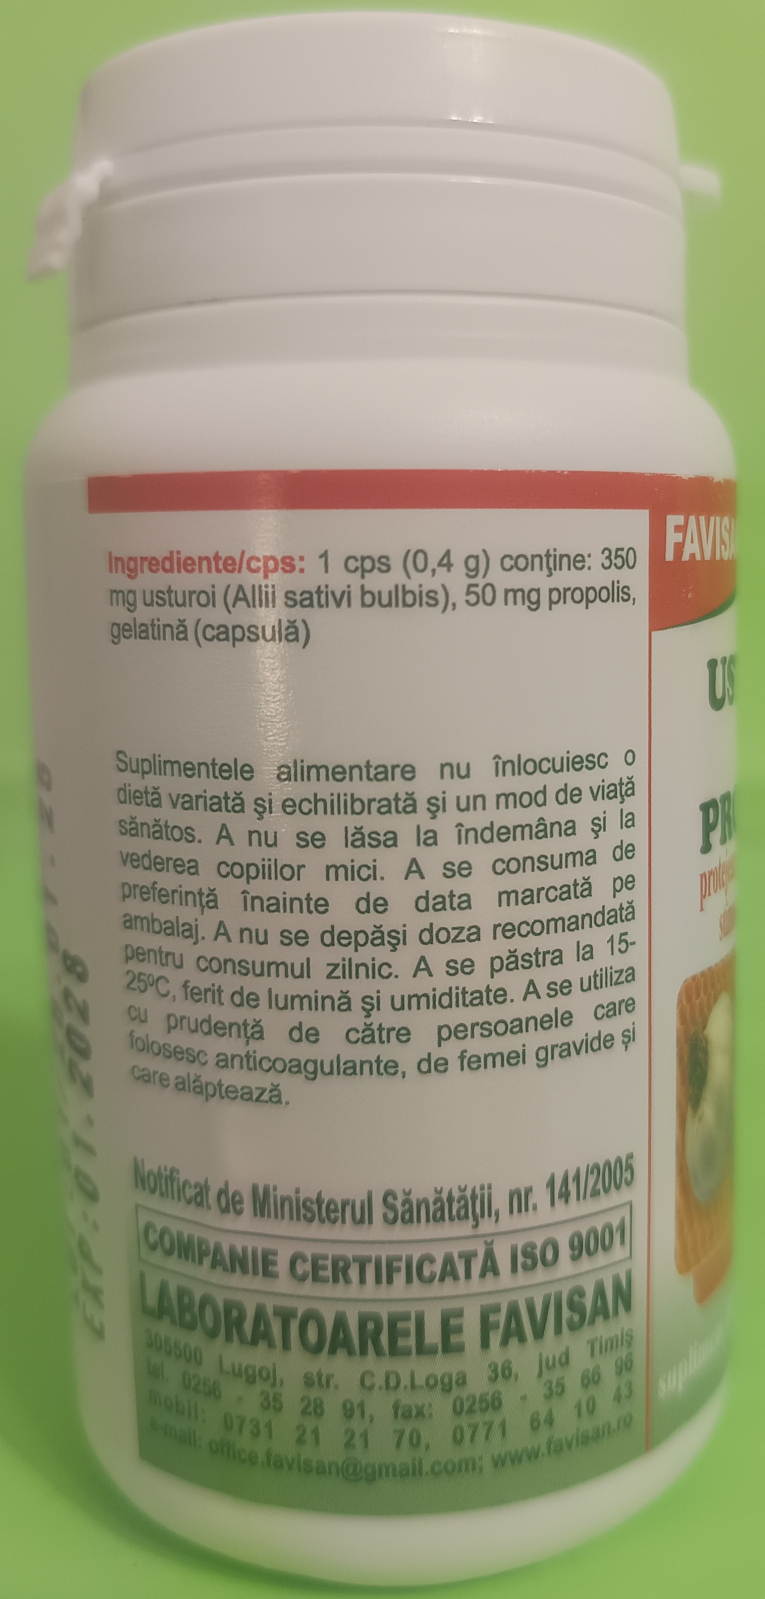 Ingrediente/cps: 1 cps (0,4 g) conţine: 350
mg usturoi (Allii sativi bulbis), 50 mg propolis,
gelatină (capsulă)
Suplimentele alimentare nu înlocuiesc o
dietă variată şi echilibrată şi un mod de viaţă
sănătos. A nu se lăsa la îndemâna şi la
vederea copiilor mici. A se consuma de
preferinţă înainte de data marcată pe
ambalaj. A nu se depăşi doza recomandată
pentru consumul zilnic. A se păstra la 15-
25ºC, ferit de lumină şi umiditate. A se utiliza
cu prudenţă de către persoanele care
folosesc anticoagulante, de femei gravide şi
care alăptează.
Notificat de Ministerul Sănătăţii, nr. 141/2005
COMPANIE CERTIFICATĂ ISO 9001
LABORATOARELE FAVISAN
305500 Lugoj, str. C.D.Loga 36, jud Timiş
tel. 0256 - 35 28 91, fax: 0256 - 35 66 96
mobil: 0731 21 21 70, 0771 64 10 43
e-mail: office.favisan@gmail.com; www.favisan.ro
EXP:01.2028
FAVISA
US
PRO